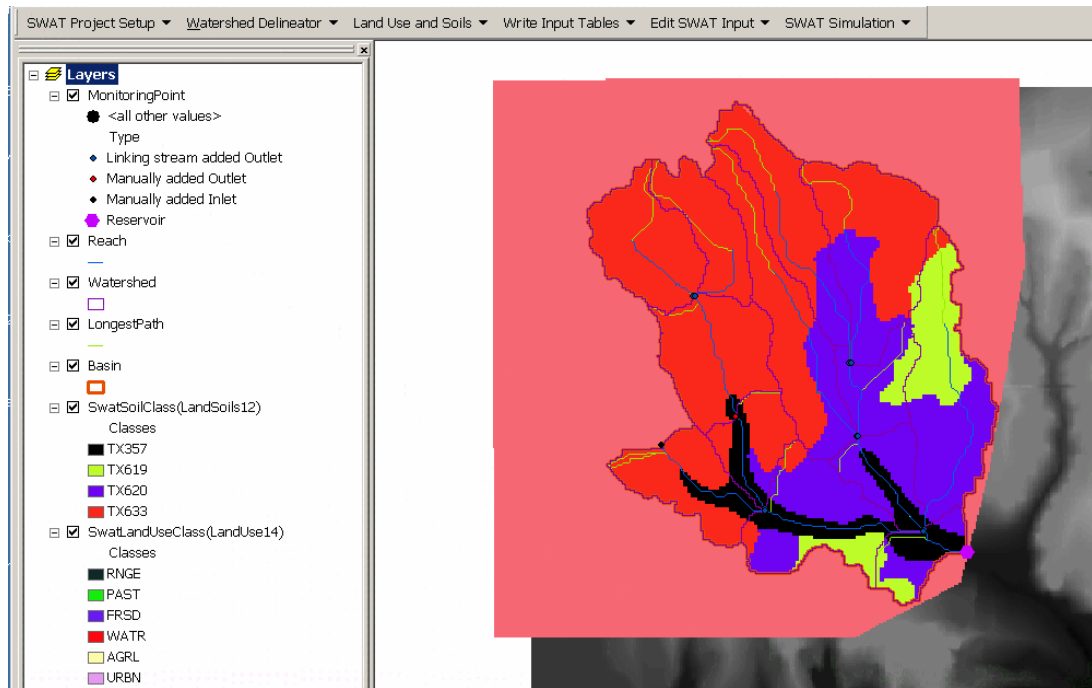 SWAT Project Setup Watershed Delineator Land Use and Soils Write Input Tables Edit SWAT Input SWAT Simulation
Layers
MonitoringPoint
<all other values>
Type
Linking stream added Outlet
Manually added Outlet
Manually added Inlet
Reservoir
Reach
Watershed
LongestPath
Basin
SwatSoilClass(LandSoils12)
Classes
TX357
TX619
TX620
TX633
SwatLandUseClass(LandUse14)
Classes
RNGE
PAST
FRSD
WATR
AGRL
URBN